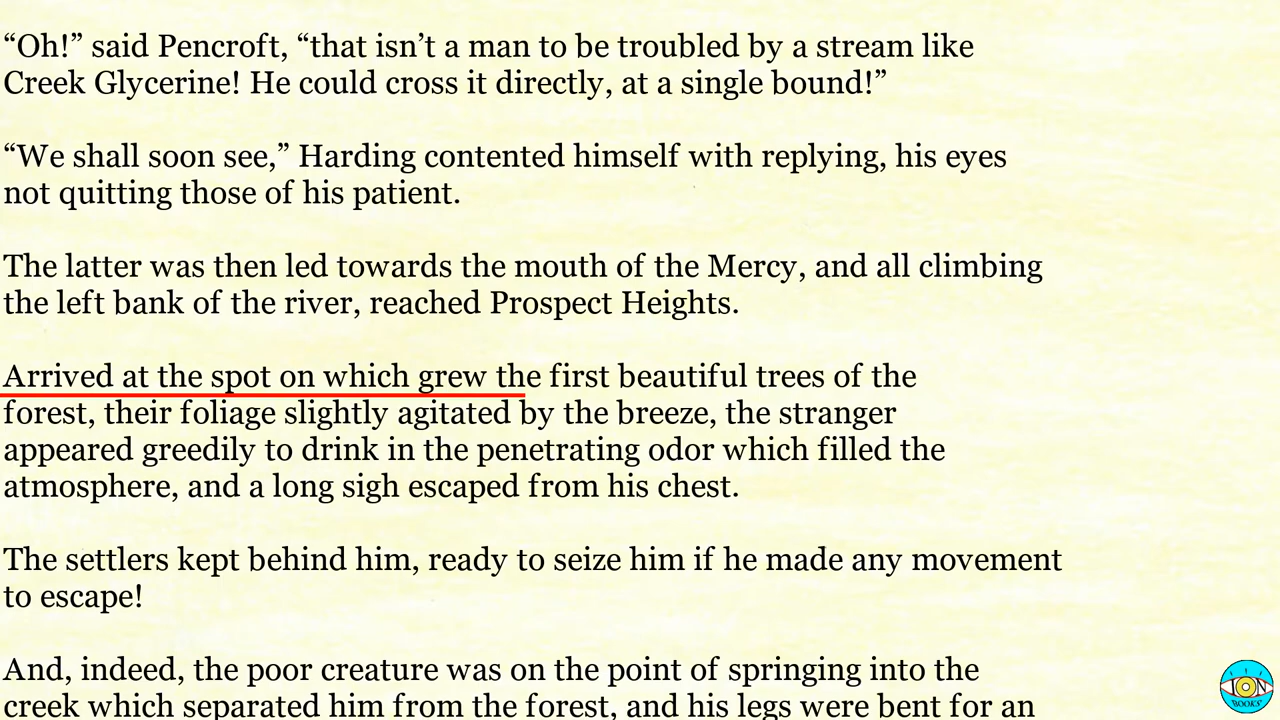 “Oh!” said Pencroft, “that isn’t a man to be troubled by a stream like
Creek Glycerine! He could cross it directly, at a single bound!”
“We shall soon see,” Harding contented himself with replying, his eyes
not quitting those of his patient.
The latter was then led towards the mouth of the Mercy, and all climbing
the left bank of the river, reached Prospect Heights.
Arrived at the spot on which grew the first beautiful trees of the
forest, their foliage slightly agitated by the breeze, the stranger
appeared greedily to drink in the penetrating odor which filled the
atmosphere, and a long sigh escaped from his chest.
The settlers kept behind him, ready to seize him if he made any movement
to escape!
And, indeed, the poor creature was on the point of springing into the
creek which separated him from the forest, and his legs were bent for an
ION
BOOKS